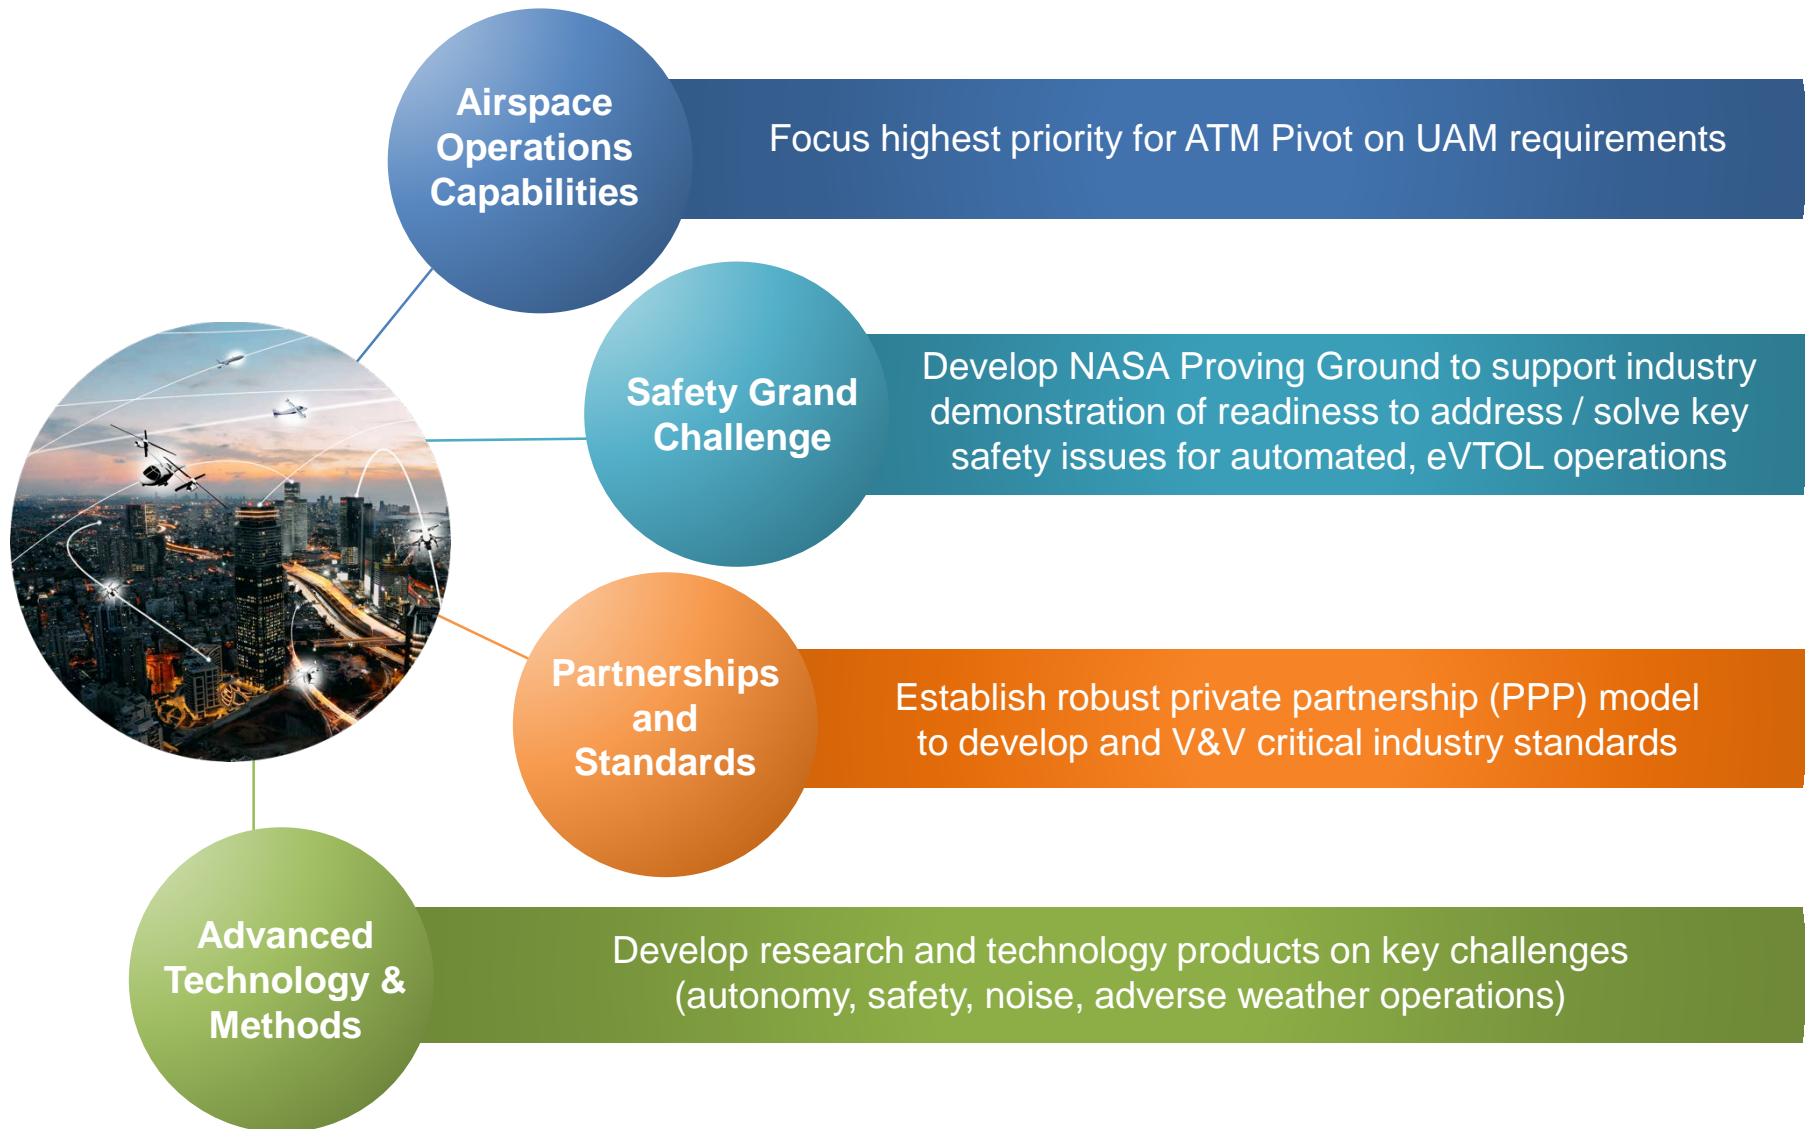 Airspace
Operations
Capabilities
Focus highest priority for ATM Pivot on UAM requirements
Safety Grand
Challenge
Develop NASA Proving Ground to support industry
demonstration of readiness to address / solve key
safety issues for automated, eVTOL operations
Partnerships
and
Standards
Establish robust private partnership (PPP) model
to develop and V&V critical industry standards
Advanced
Technology &
Methods
Develop research and technology products on key challenges
(autonomy, safety, noise, adverse weather operations)